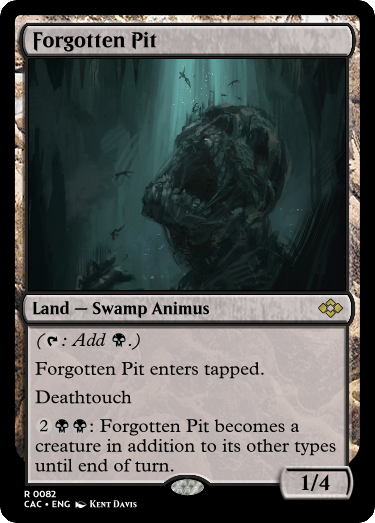 Forgotten Pit
Land — Swamp Animus
(T: Add B.)
Forgotten Pit enters tapped.
Deathtouch
2 B B: Forgotten Pit becomes a
creature in addition to its other types
until end of turn.
1/4
R 0082
CAC • ENG Kent Davis